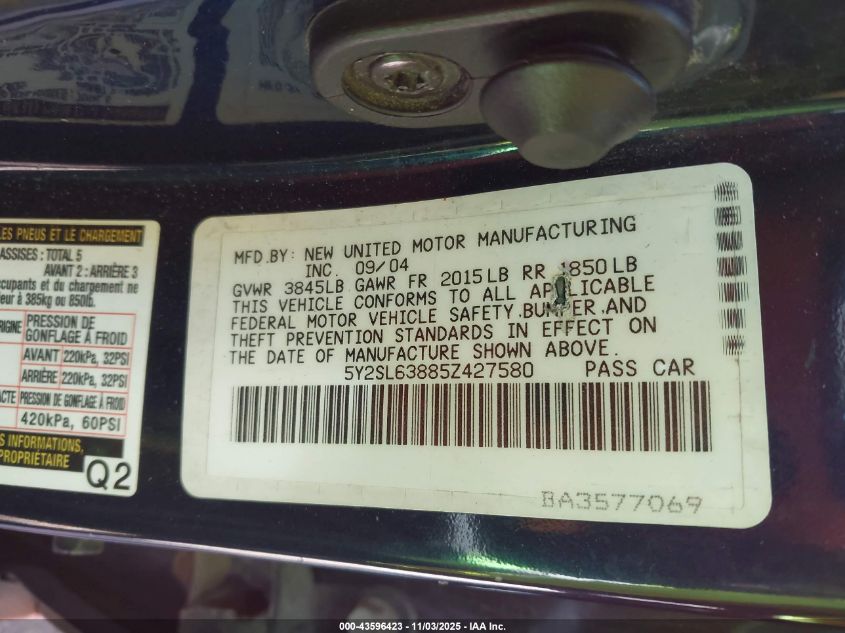 LES PNEUS ET LE CHARGEMENT
ASSISES : TOTAL 5
AVANT 2 : ARRIÈRE 3
occupants et du chargement ne
à 385kg ou 850lb.
PRESSION DE
GONFLAGE À FROID
AVANT 220kPa, 32PSI
ARRIÈRE 220kPa, 32PSI
PRESSION DE GONFLAGE À FROID
420kPa, 60PSI
INFORMATIONS,
PROPRIÉTAIRE
Q2
MFD.BY: NEW UNITED MOTOR MANUFACTURING
INC. 09/04
GVWR 3845LB GAWR FR 2015LB RR 1850LB
THIS VEHICLE CONFORMS TO ALL APPLICABLE
FEDERAL MOTOR VEHICLE SAFETY.BUMPER.AND
THEFT PREVENTION STANDARDS IN EFFECT ON
THE DATE OF MANUFACTURE SHOWN ABOVE.
5Y2SL63885Z427580 PASS CAR
BA3577069
000-43596423 - 11/03/2025 - IAA Inc.